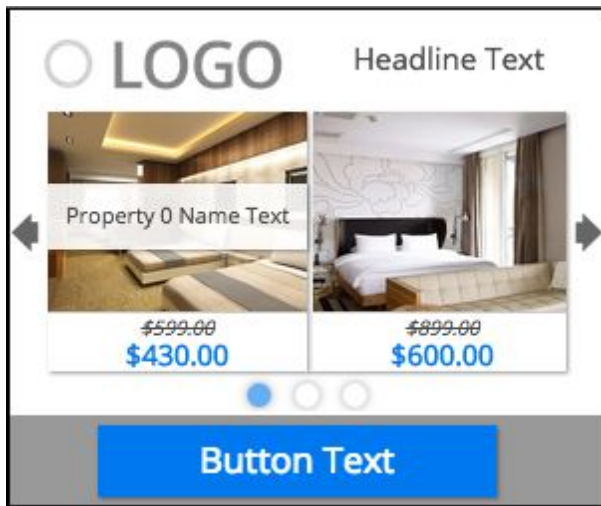 LOGO
Headline Text
Property 0 Name Text
$599.00
$430.00
$899.00
$600.00
Button Text